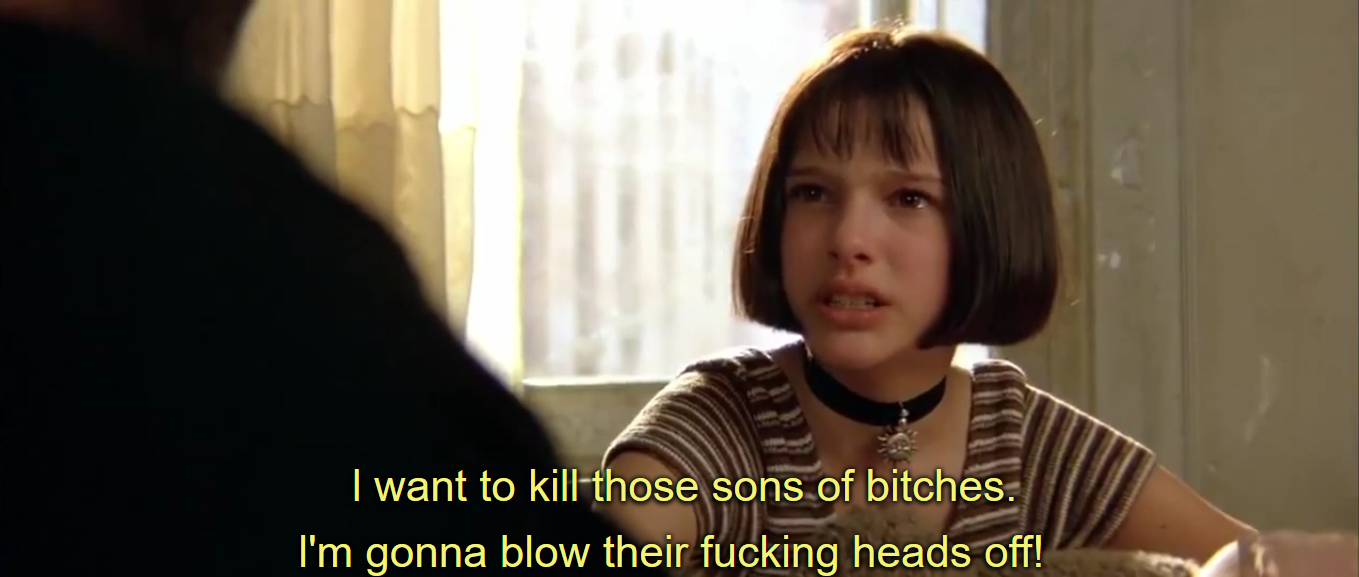 I want to kill those sons of bitches.
I'm gonna blow their fucking heads off!